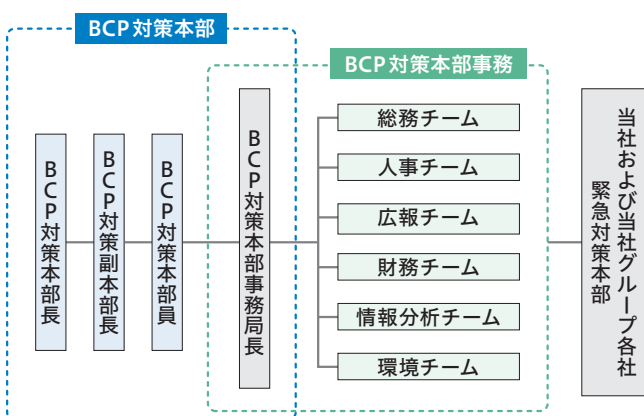 BCP対策本部
BCP対策本部事務
BCP対策本部長
BCP対策副本部長
BCP対策本部員
BCP対策本部事務局長
総務チーム
人事チーム
広報チーム
財務チーム
情報分析チーム
環境チーム
当社および当社グループ各社
緊急対策本部